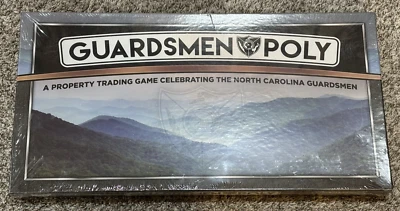 GUARDSMEN POLY
A PROPERTY TRADING GAME CELEBRATING THE NORTH CAROLINA GUARDSMEN